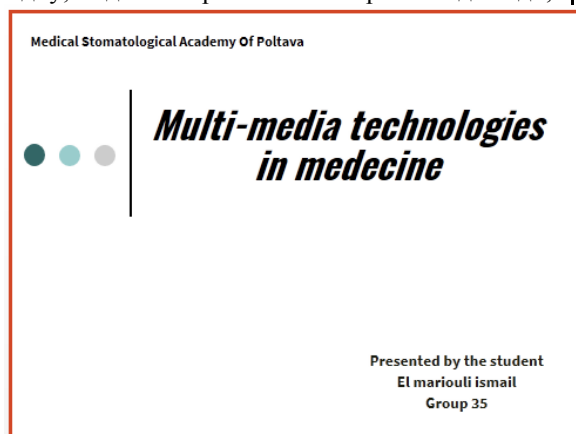 Medical Stomatological Academy Of Poltava
Multi-media technologies
in medecine
Presented by the student
El mariouli ismail
Group 35